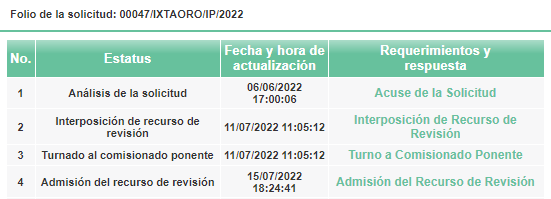 Folio de la solicitud: 00047/IXTAORO/IP/2022
No. Estatus Fecha y hora de actualización Requerimientos y respuesta
1 Análisis de la solicitud 06/06/2022 17:00:06 Acuse de la Solicitud
2 Interposición de recurso de revisión 11/07/2022 11:05:12 Interposición de Recurso de Revisión
3 Turnado al comisionado ponente 11/07/2022 11:05:12 Turno a Comisionado Ponente
4 Admisión del recurso de revisión 15/07/2022 18:24:41 Admisión del Recurso de Revisión